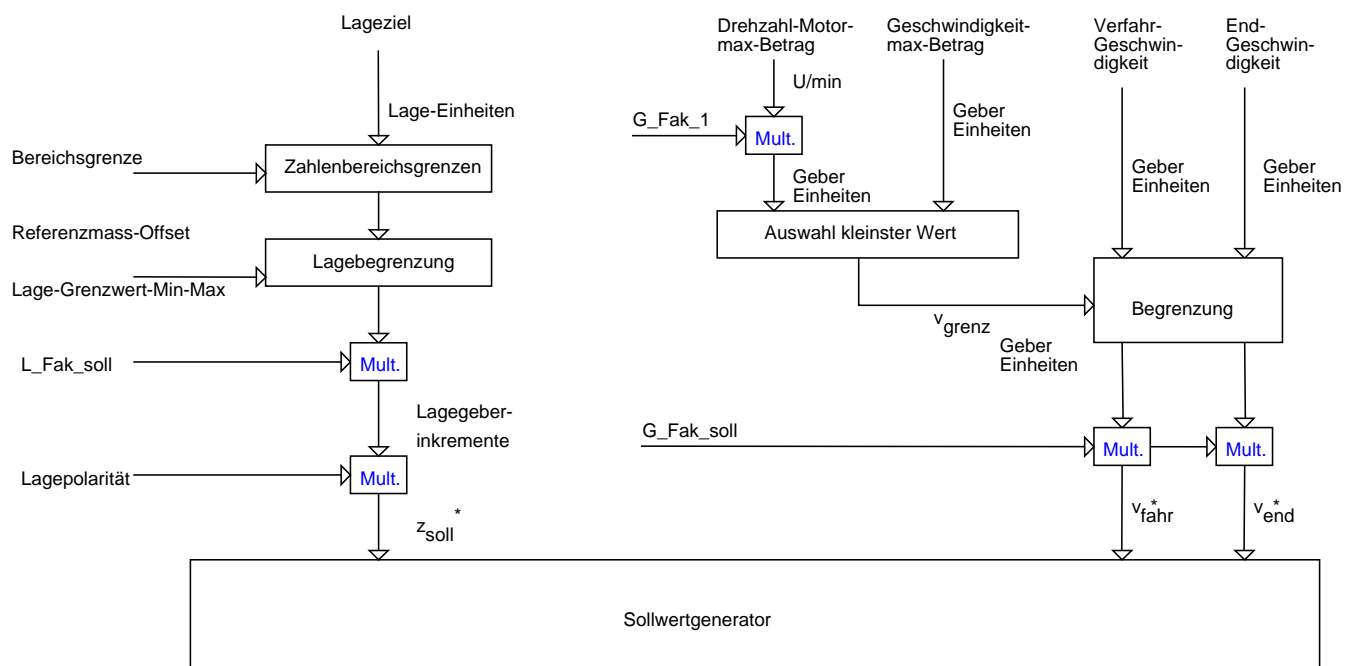 Lageziel
Lage-Einheiten
Bereichsgrenze
Zahlenbereichsgrenzen
Referenzmass-Offset
Lagebegrenzung
Lage-Grenzwert-Min-Max
L_Fak_soll
Mult.
Lagegeber-
inkremente
Lagepolarität
Mult.
z soll *
Drehzahl-Motor-
max-Betrag
U/min
G_Fak_1
Mult.
Geber
Einheiten
Geschwindigkeit-
max-Betrag
Geber
Einheiten
Auswahl kleinster Wert
Verfahr-
Geschwin-
digkeit
Geber
Einheiten
End-
Geschwin-
digkeit
Geber
Einheiten
v grenz
Geber
Einheiten
Begrenzung
G_Fak_soll
Mult.
Mult.
v fahr *
v end *
Sollwertgenerator